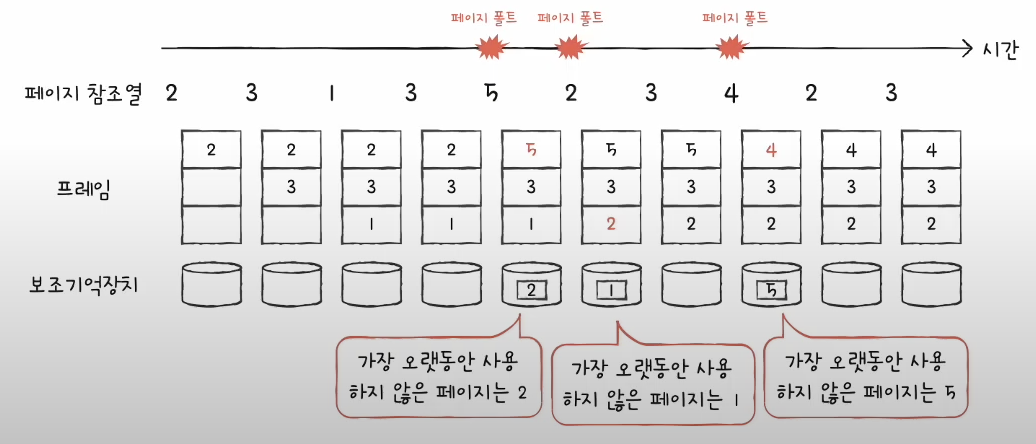 페이지 폴트 페이지 폴트 페이지 폴트
시간
페이지 참조열 2 3 1 3 5 2 3 4 2 3
2 2 2 2 5 5 5 4 4 4
프레임 3 3 3 3 3 3 3 3 3
1 1 1 2 2 2 2 2
보조기억장치 2 1 5
가장 오랫동안 사용
하지 않은 페이지는 2
가장 오랫동안 사용
하지 않은 페이지는 1
가장 오랫동안 사용
하지 않은 페이지는 5